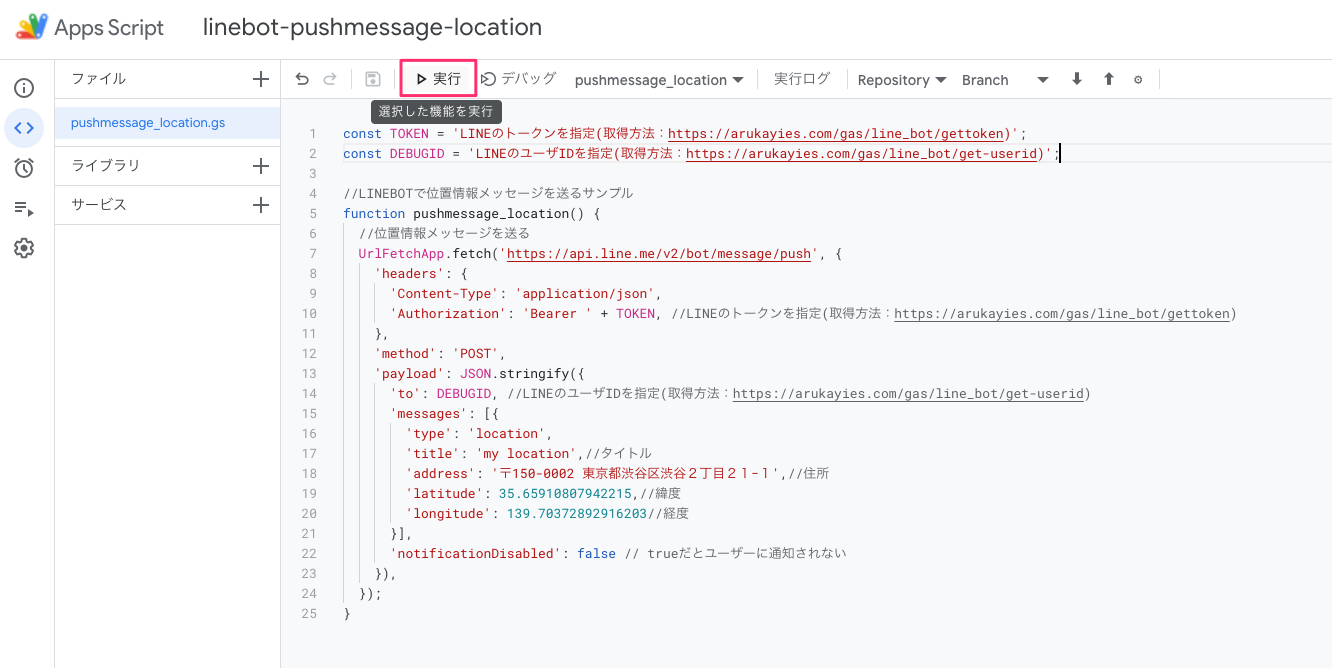 Apps Script linebot-pushmessage-location
ファイル
pushmessage_location.gs
ライブラリ
サービス
実行 デバッグ pushmessage_location 実行ログ Repository Branch
選択した機能を実行
1 const TOKEN = 'LINEのトークンを指定(取得方法：https://arukayies.com/gas/line_bot/gettoken)';
2 const DEBUGID = 'LINEのユーザIDを指定(取得方法：https://arukayies.com/gas/line_bot/get-userid)';
3
4 //LINEBOTで位置情報メッセージを送るサンプル
5 function pushmessage_location() {
6 //位置情報メッセージを送る
7 UrlFetchApp.fetch('https://api.line.me/v2/bot/message/push', {
8 'headers': {
9 'Content-Type': 'application/json',
10 'Authorization': 'Bearer ' + TOKEN, //LINEのトークンを指定(取得方法：https://arukayies.com/gas/line_bot/gettoken)
11 },
12 'method': 'POST',
13 'payload': JSON.stringify({
14 'to': DEBUGID, //LINEのユーザIDを指定(取得方法：https://arukayies.com/gas/line_bot/get-userid)
15 'messages': [{
16 'type': 'location',
17 'title': 'my location',//タイトル
18 'address': '〒150-0002 東京都渋谷区渋谷２丁目２１−１',//住所
19 'latitude': 35.65910807942215,//緯度
20 'longitude': 139.70372892916203//経度
21 }],
22 'notificationDisabled': false // trueだとユーザーに通知されない
23 }),
24 });
25 }